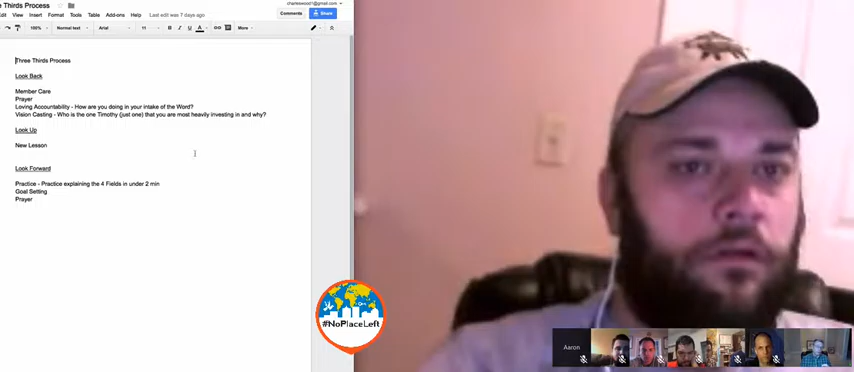 e Thirds Process
charleswood1@gmail.com
dit View Insert Format Tools Table Add-ons Help Last edit was 7 days ago
Comments Share
100% Normal text Arial 11 B I U A More
Three Thirds Process
Look Back
Member Care
Prayer
Loving Accountability - How are you doing in your intake of the Word?
Vision Casting - Who is the one Timothy (just one) that you are most heavily investing in and why?
Look Up
New Lesson
Look Forward
Practice - Practice explaining the 4 Fields in under 2 min
Goal Setting
Prayer
#NoPlaceLeft
Aaron